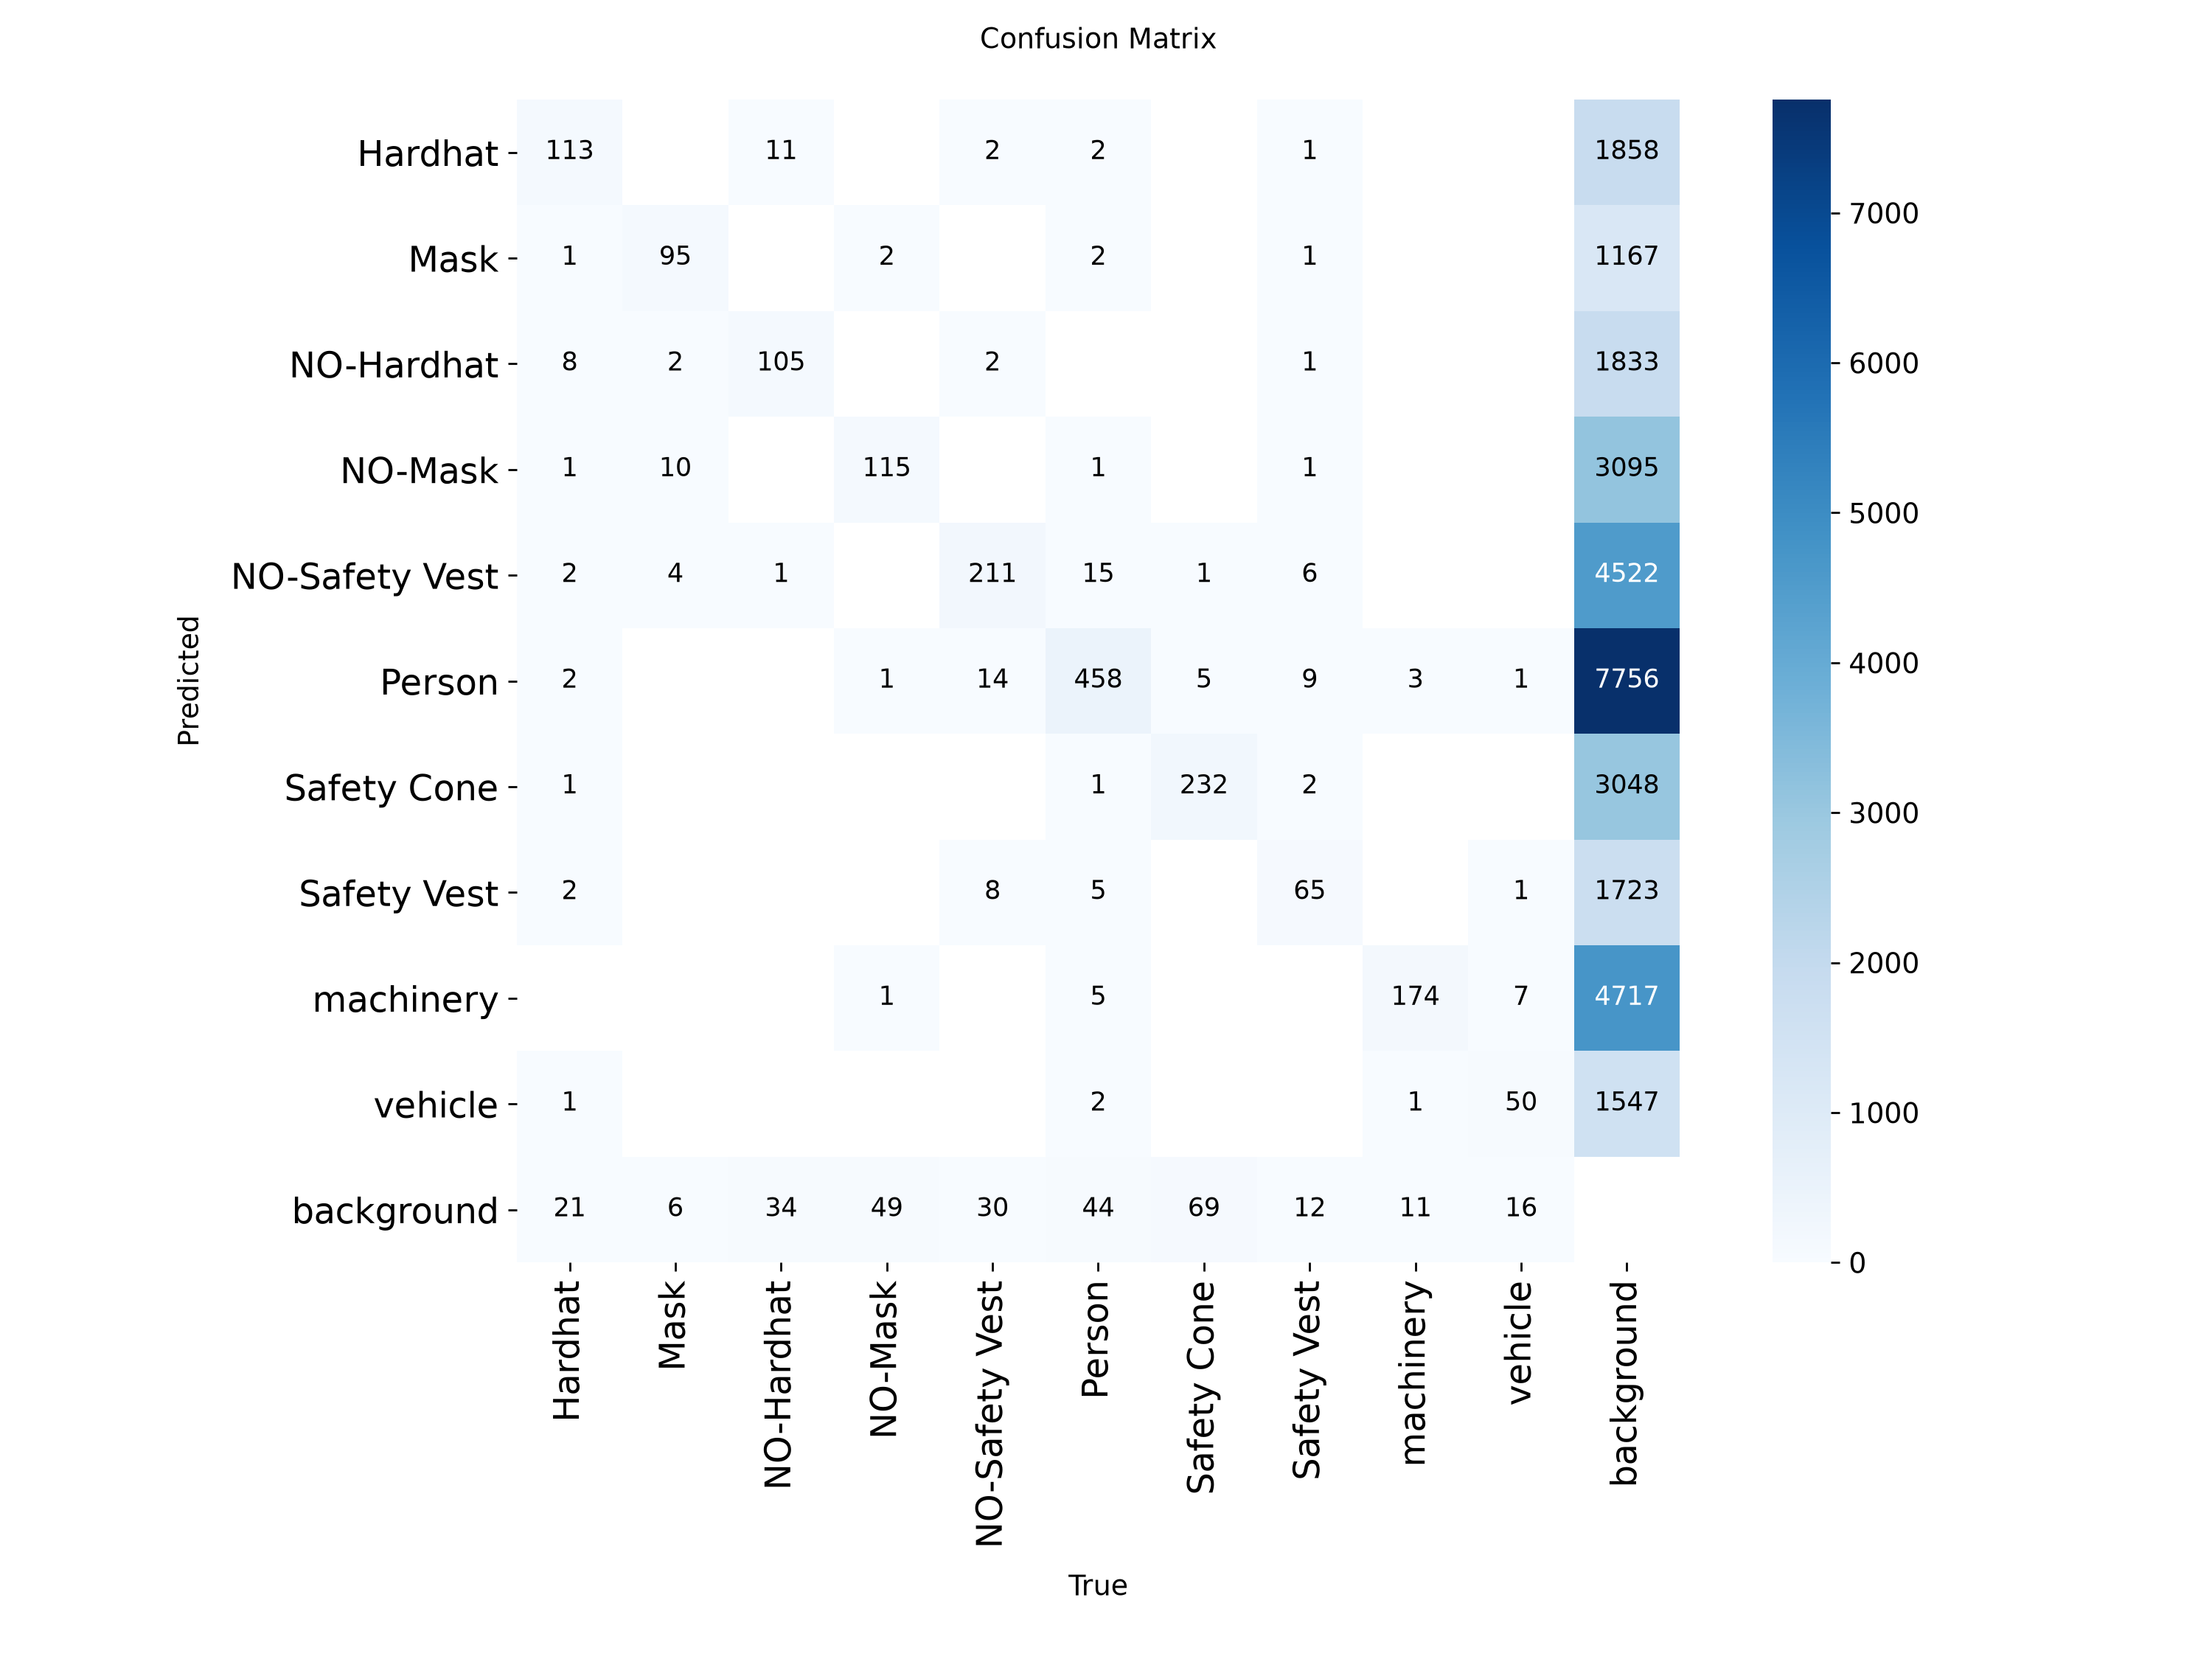 Confusion Matrix
Hardhat 113 11 2 2 1 1858
Mask 1 95 2 2 1 1167
NO-Hardhat 8 2 105 2 1 1833
NO-Mask 1 10 115 1 1 3095
NO-Safety Vest 2 4 1 211 15 1 6 4522
Person 2 1 14 458 5 9 3 1 7756
Safety Cone 1 1 232 2 3048
Safety Vest 2 8 5 65 1 1723
machinery 1 5 174 7 4717
vehicle 1 2 1 50 1547
background 21 6 34 49 30 44 69 12 11 16
Predicted
Hardhat
Mask
NO-Hardhat
NO-Mask
NO-Safety Vest
Person
Safety Cone
Safety Vest
machinery
vehicle
background
True
7000
6000
5000
4000
3000
2000
1000
0